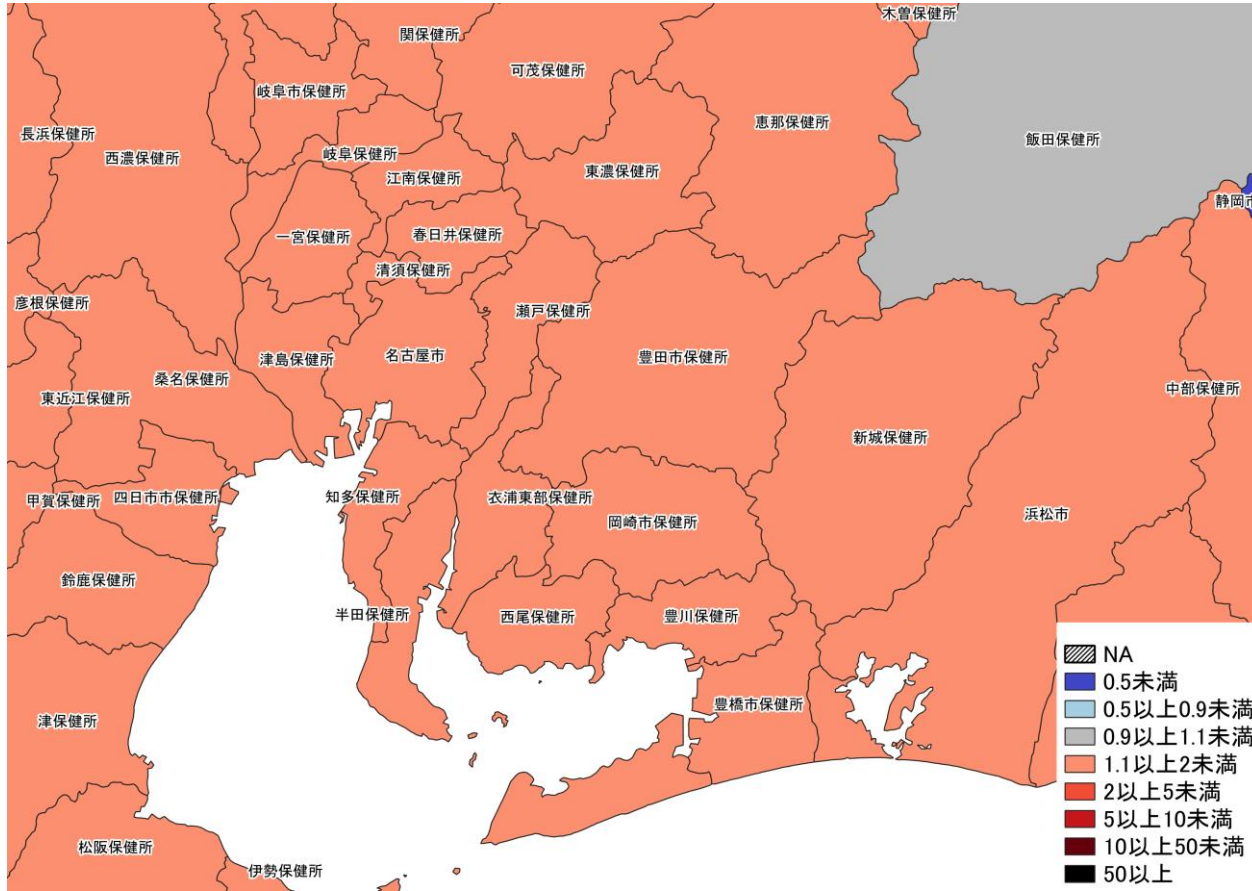 木曽保健所
関保健所
可茂保健所
岐阜市保健所
恵那保健所
長浜保健所
西濃保健所
飯田保健所
岐阜保健所
江南保健所
東濃保健所
静岡市
一宮保健所
春日井保健所
清須保健所
彦根保健所
瀬戸保健所
津島保健所
名古屋市
豊田市保健所
桑名保健所
東近江保健所
中部保健所
新城保健所
甲賀保健所
四日市市保健所
知多保健所
衣浦東部保健所
岡崎市保健所
浜松市
鈴鹿保健所
半田保健所
西尾保健所
豊川保健所
津保健所
豊橋市保健所
松阪保健所
伊勢保健所
NA
0.5未満
0.5以上0.9未満
0.9以上1.1未満
1.1以上2未満
2以上5未満
5以上10未満
10以上50未満
50以上